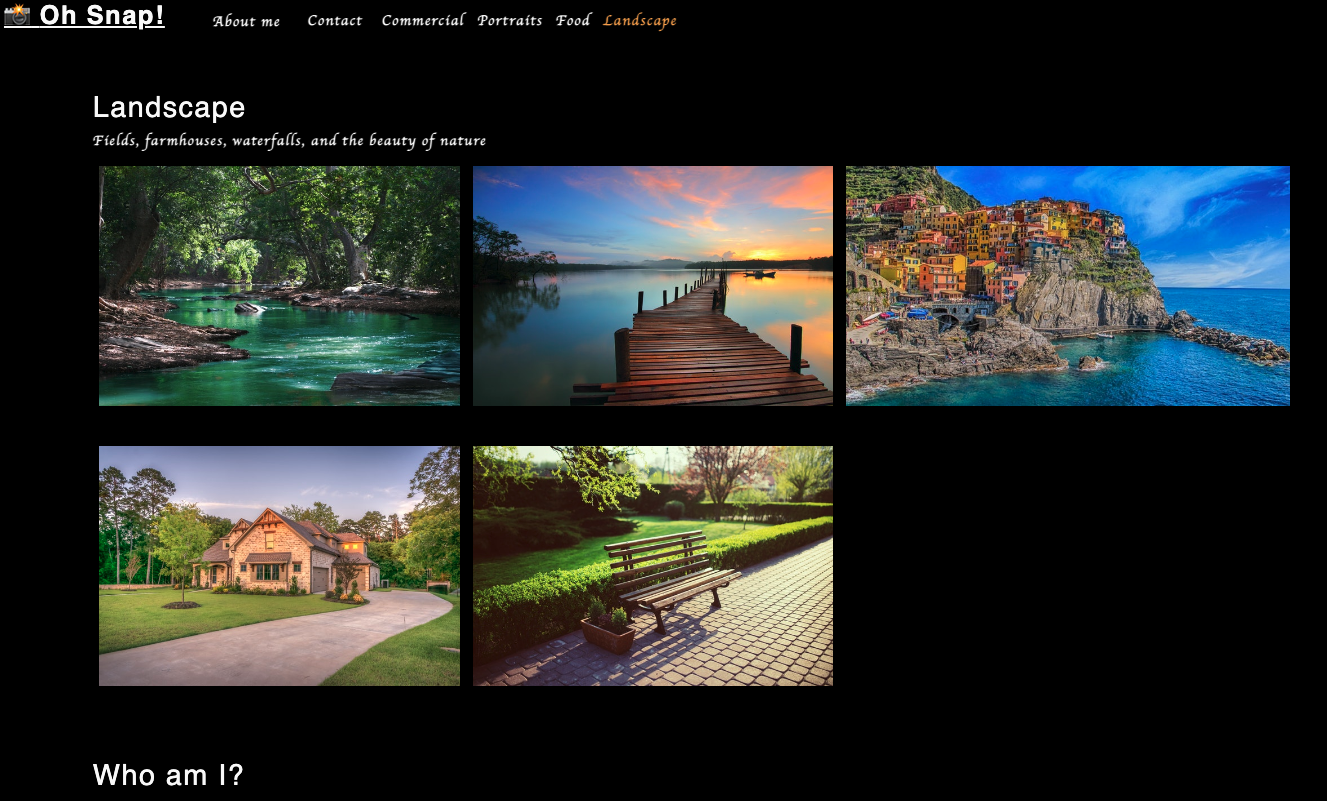 📸 Oh Snap!
About me Contact Commercial Portraits Food Landscape
Landscape
Fields, farmhouses, waterfalls, and the beauty of nature
Who am I?